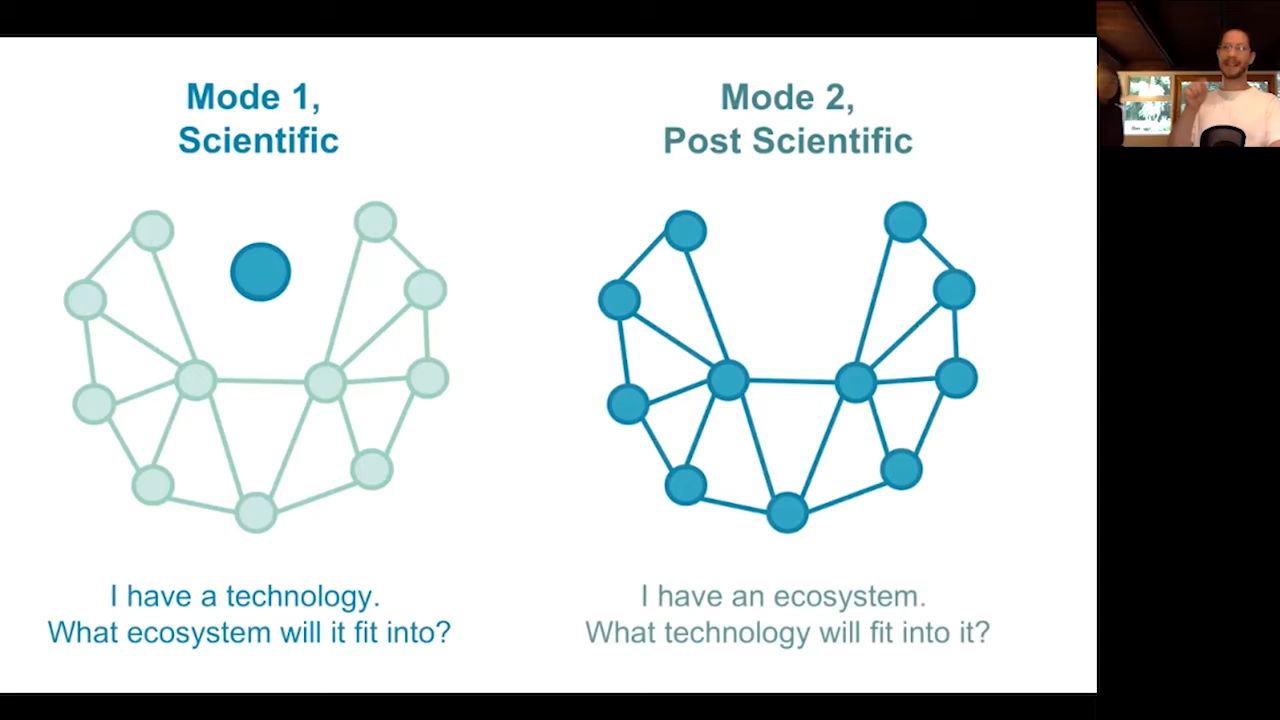 Mode 1,
Scientific
Mode 2,
Post Scientific
I have a technology.
What ecosystem will it fit into?
I have an ecosystem.
What technology will fit into it?